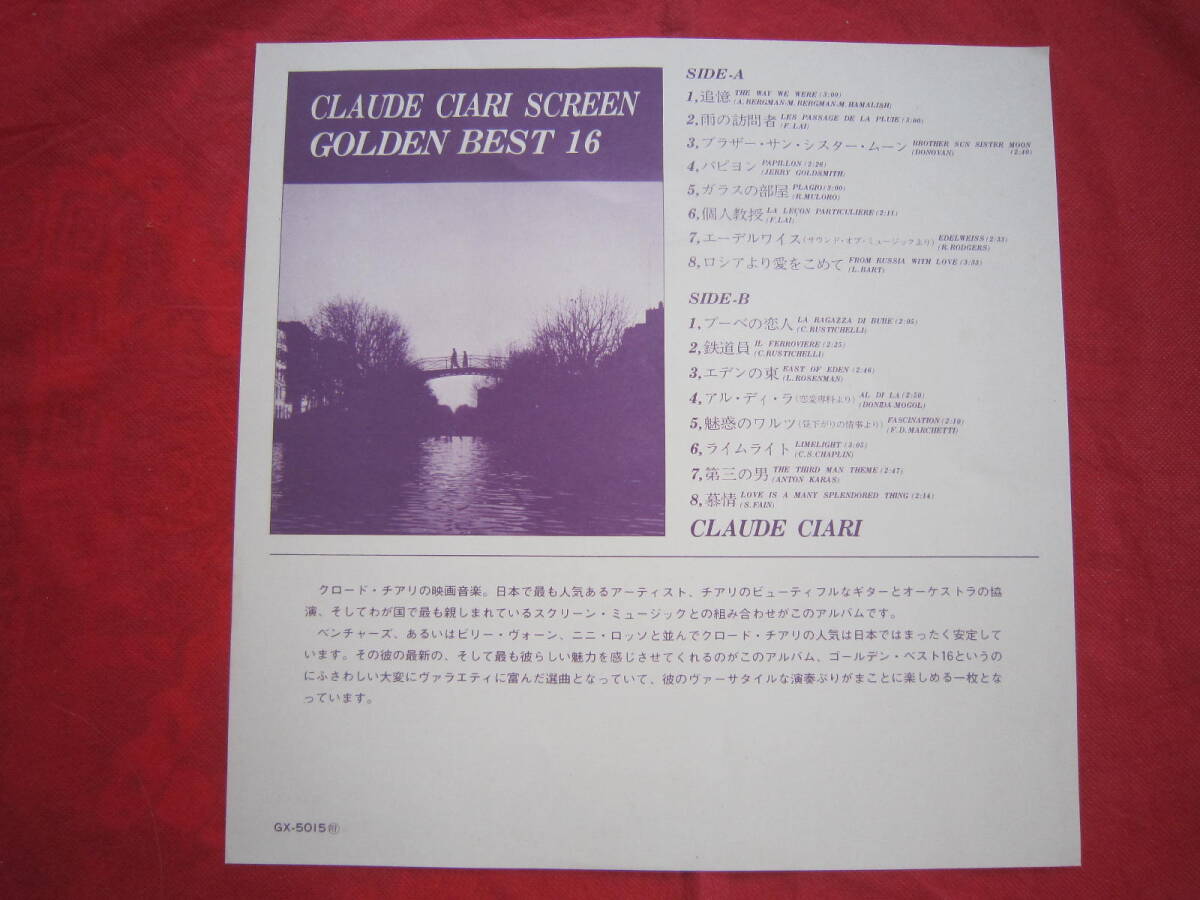 CLAUDE CIARI SCREEN
GOLDEN BEST 16
SIDE-A
1,追憶 THE WAY WE WERE (3:00)
(A.BERGMAN-M.BERGMAN-M.HAMALISH)
2,雨の訪問者 LES PASSAGE DE LA PLUIE (3:00)
(F.LAI)
3,ブラザー・サン・シスター・ムーン BROTHER SUN SISTER MOON
(DONOVAN) (2:40)
4,パピヨン PAPILLON (2:26)
(JERRY GOLDSMITH)
5,ガラスの部屋 PLAGIO (3:00)
(R.MULORO)
6,個人教授 LA LEÇON PARTICULIERE (2:11)
(F.LAI)
7,エーデルワイス (サウンド・オブ・ミュージックより) EDELWEISS (2:33)
(R.RODGERS)
8,ロシアより愛をこめて FROM RUSSIA WITH LOVE (3:53)
(L.BART)
SIDE-B
1,ブーベの恋人 LA RAGAZZA DI BUBE (2:05)
(C.RUSTICHELLI)
2,鉄道員 IL FERROVIERE (2:25)
(C.RUSTICHELLI)
3,エデンの東 EAST OF EDEN (2:46)
(L.ROSENMAN)
4,アル・ディ・ラ (恋愛専科より) AL DI LA (2:50)
(DONIDA-MOGOL)
5,魅惑のワルツ (昼下がりの情事より) FASCINATION (2:10)
(F.D.MARCHETTI)
6,ライムライト LIMELIGHT (3:05)
(C.S.CHAPLIN)
7,第三の男 THE THIRD MAN THEME (2:47)
(ANTON KARAS)
8,慕情 LOVE IS A MANY SPLENDORED THING (2:14)
(S.FAIN)
CLAUDE CIARI
クロード・チアリの映画音楽。日本で最も人気あるアーティスト、チアリのビューティフルなギターとオーケストラの協
演、そしてわが国で最も親しまれているスクリーン・ミュージックとの組み合わせがこのアルバムです。
ベンチャーズ、あるいはビリー・ヴォーン、ニニ・ロッソと並んでクロード・チアリの人気は日本ではまったく安定して
います。その彼の最新の、そして最も彼らしい魅力を感じさせてくれるのがこのアルバム、ゴールデン・ベスト16というの
にふさわしい大変にヴァラエティに富んだ選曲となっていて、彼のヴァーサタイルな演奏ぶりがまことに楽しめる一枚とな
っています。
GX-5015